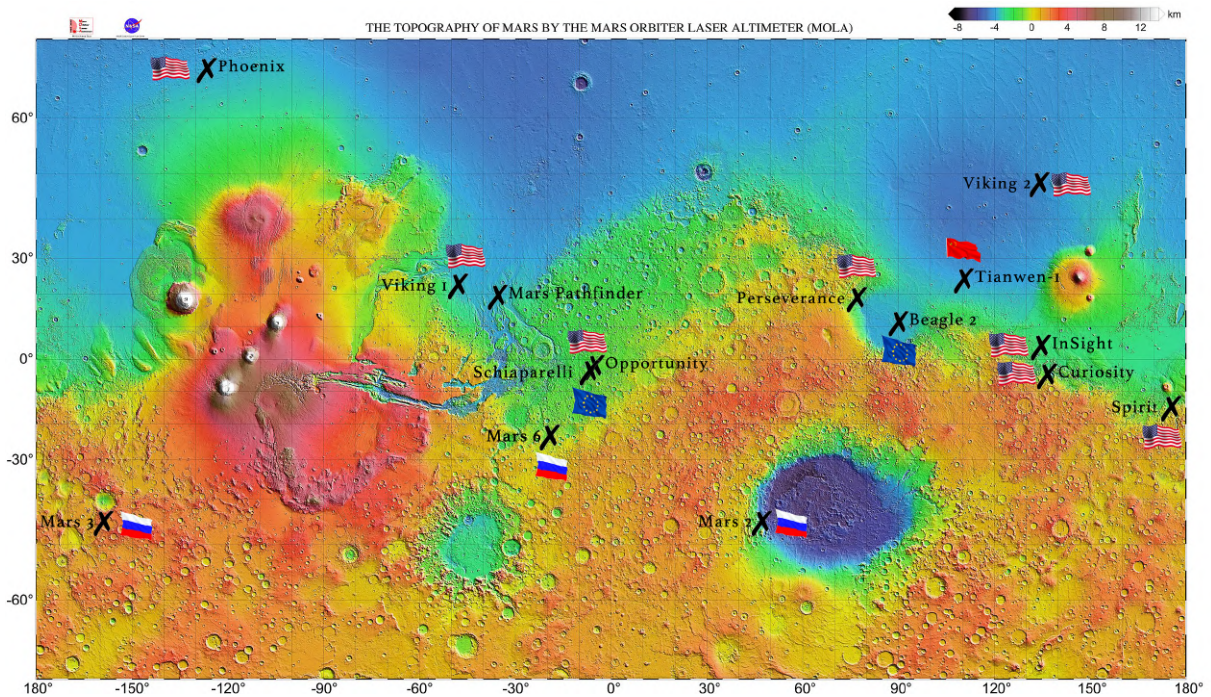 km
THE TOPOGRAPHY OF MARS BY THE MARS ORBITER LASER ALTIMETER (MOLA)
-8 -4 0 4 8 12
NASA
Phoenix
60°
Viking 2
30°
Viking 1
Tianwen-1
Mars Pathfinder
Perseverance
Beagle 2
InSight
0°
Opportunity
Schiaparelli
Curiosity
Spirit
Mars 6
-30°
Mars 3
Mars 2
-60°
-180° -150° -120° -90° -60° -30° 0° 30° 60° 90° 120° 150° 180°